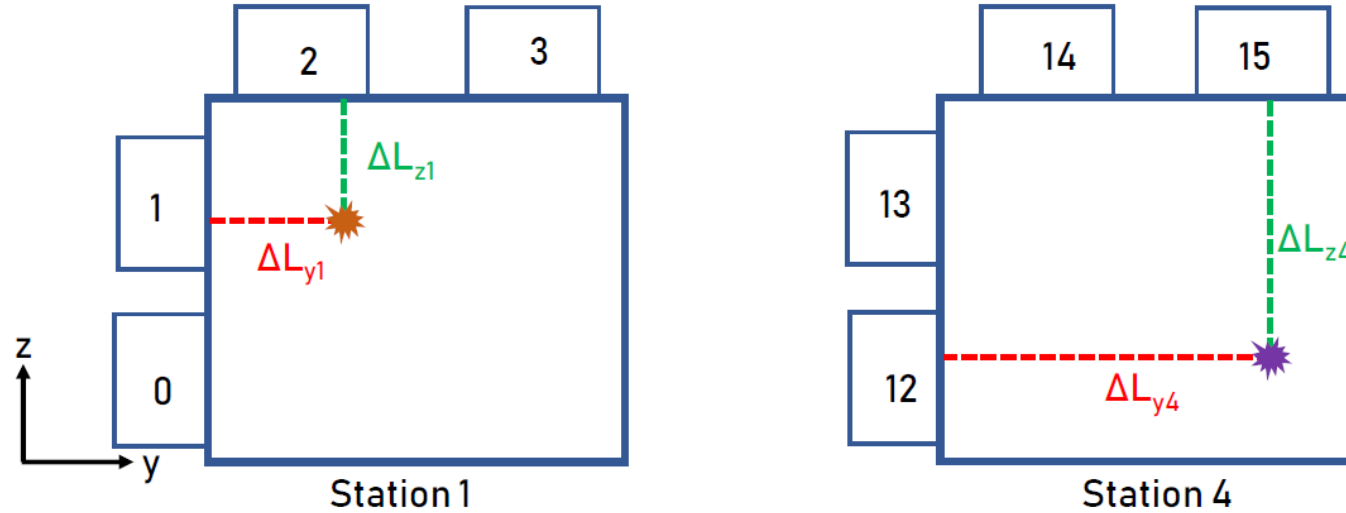 2 3
14 15
1
ΔLz1
ΔLy1
13
ΔLz4
0
12
ΔLy4
z
y
Station 1
Station 4